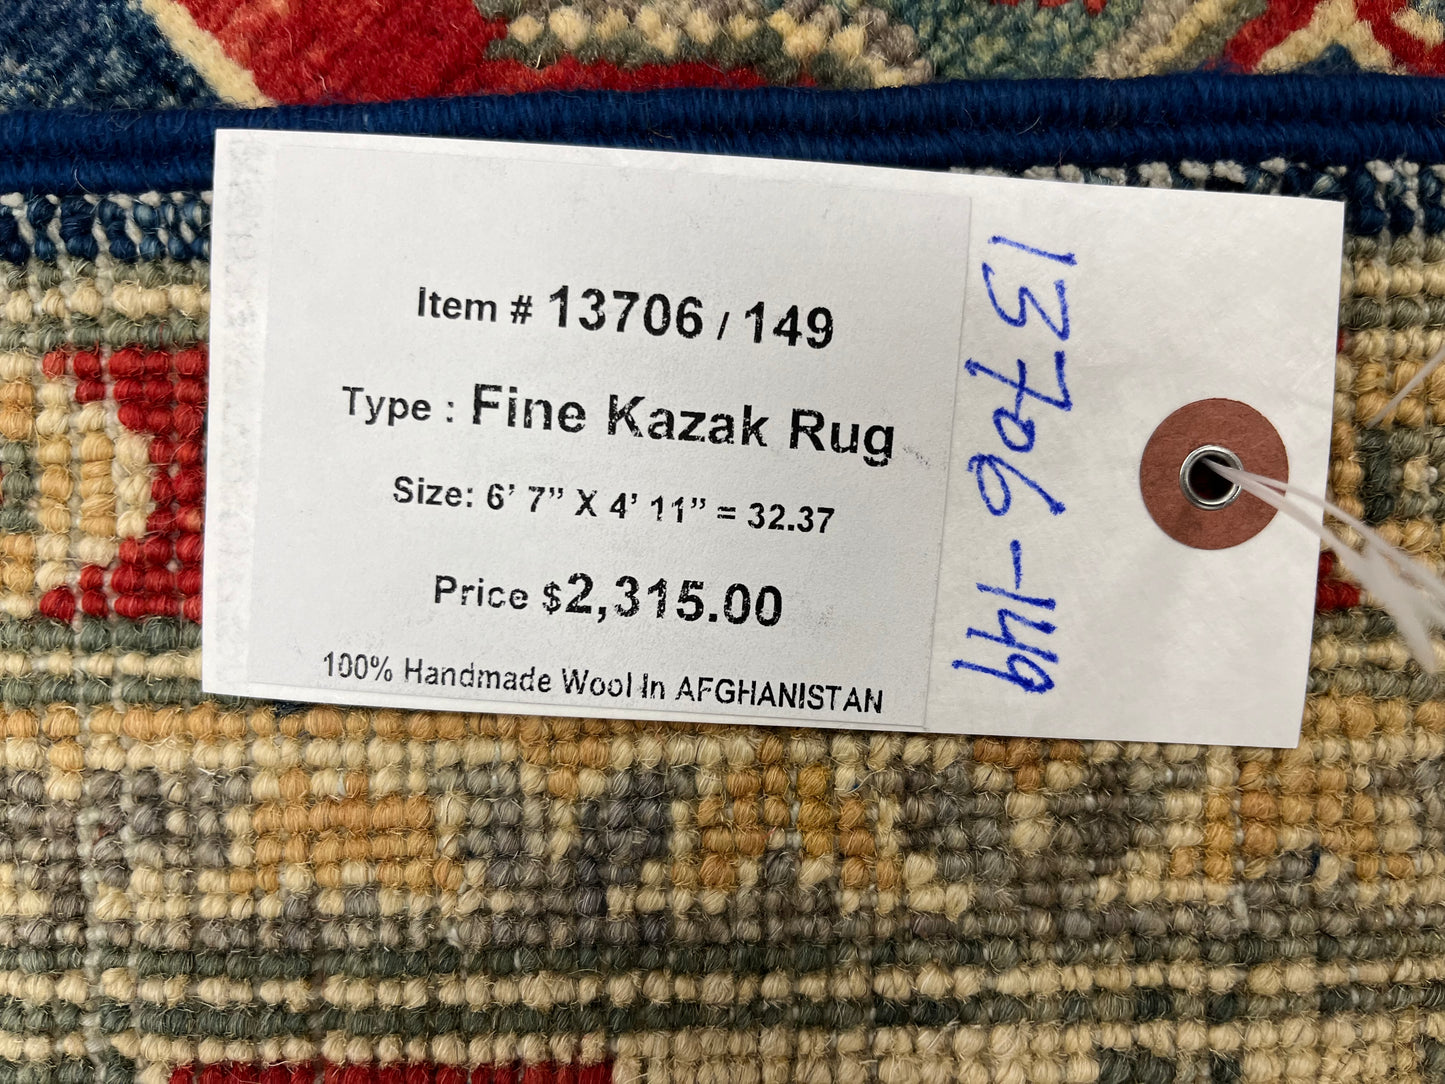 Item # 13706 / 149
Type : Fine Kazak Rug
Size: 6’ 7” X 4’ 11” = 32.37
Price $2,315.00
100% Handmade Wool In AFGHANISTAN
13706-149